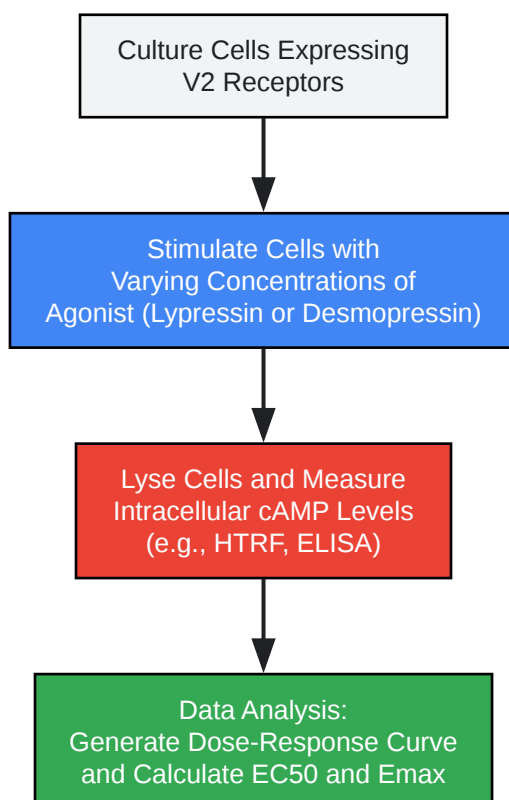 Culture Cells Expressing
V2 Receptors
Stimulate Cells with
Varying Concentrations of
Agonist (Lypressin or Desmopressin)
Lyse Cells and Measure
Intracellular cAMP Levels
(e.g., HTRF, ELISA)
Data Analysis:
Generate Dose-Response Curve
and Calculate EC50 and Emax